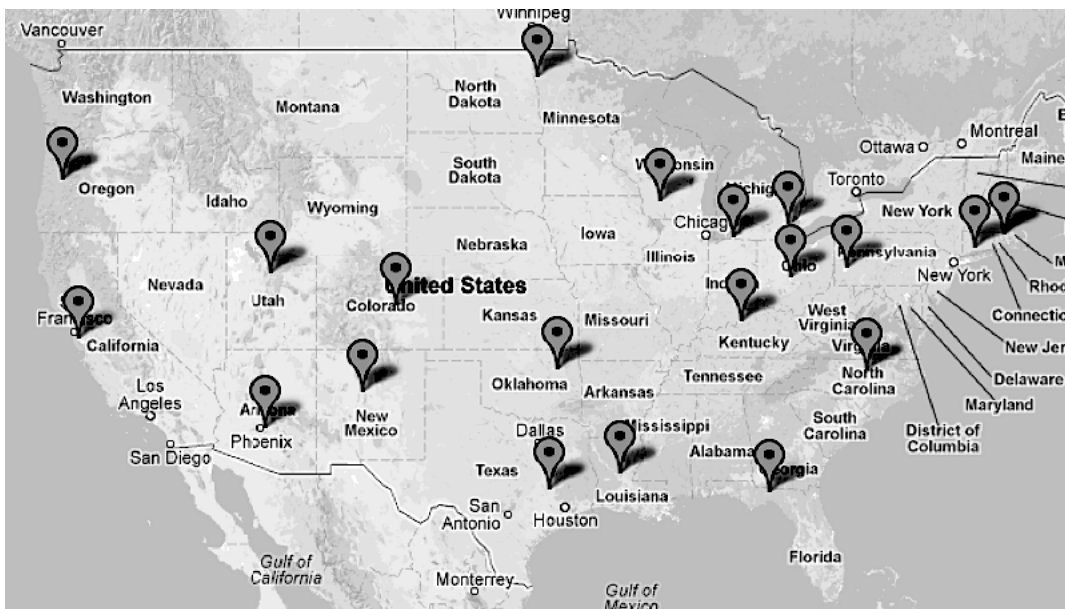 Winnipeg
Vancouver
Washington
Montana
North
Dakota
Minnesota
Ottawa
Montreal
Maine
Oregon
Idaho
Wyoming
South
Dakota
Toronto
New York
Chicag
Iowa
Nebraska
Illinois
Pennsylvania
Ohio
New York
Nevada
Utah
Colorado
United States
Kansas
Missouri
West
Virginia
Kentucky
California
Los
Angeles
San Diego
Phoenix
New
Mexico
Oklahoma
Arkansas
Tennessee
North
Carolina
South
Carolina
Connectio
New Jer
Delaware
Maryland
District of
Columbia
Dallas
Texas
Mississippi
Alabama
Louisiana
San
Antonio
Houston
Florida
Gulf of
California
Monterrey
Gulf of
Mexico